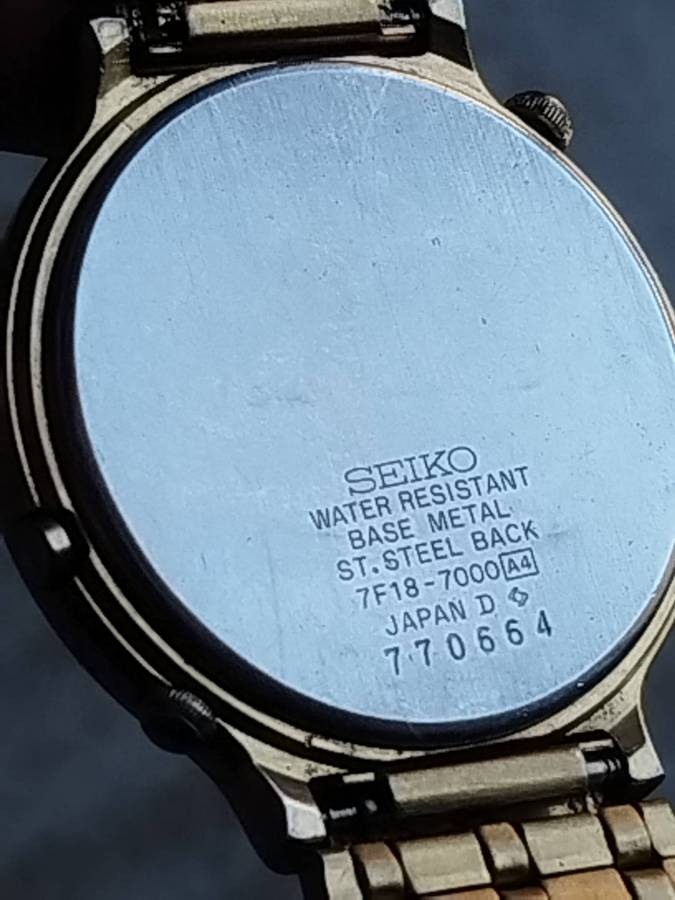 SEIKO
WATER RESISTANT
BASE METAL
ST. STEEL BACK
7F18-7000 A4
JAPAN D
770664